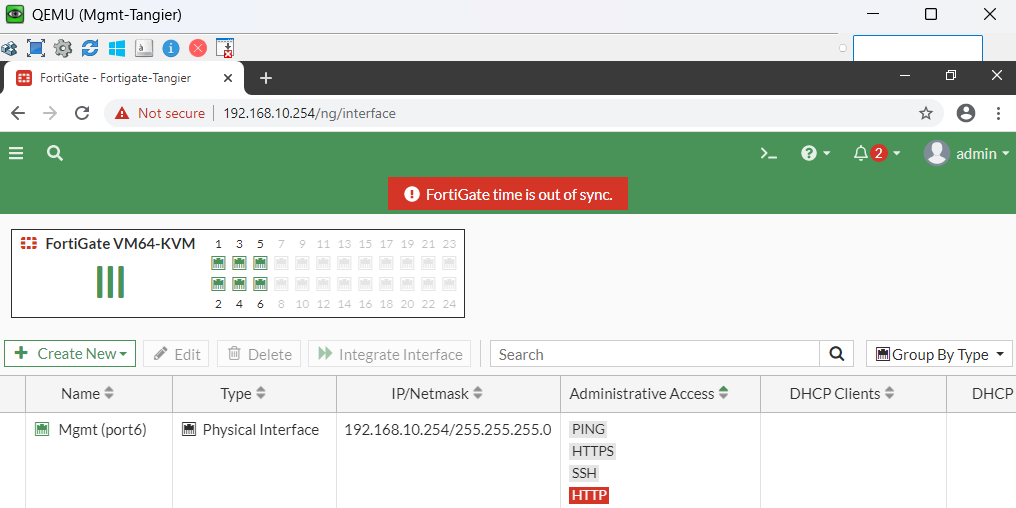 QEMU (Mgmt-Tangier)
FortiGate - Fortigate-Tangier
Not secure 192.168.10.254/ng/interface
2 admin
FortiGate time is out of sync.
FortiGate VM64-KVM
1 3 5 7 9 11 13 15 17 19 21 23
2 4 6 8 10 12 14 16 18 20 22 24
Create New Edit Delete Integrate Interface Search Group By Type
Name Type IP/Netmask Administrative Access DHCP Clients DHCP
Mgmt (port6) Physical Interface 192.168.10.254/255.255.255.0 PING
HTTPS
SSH
HTTP